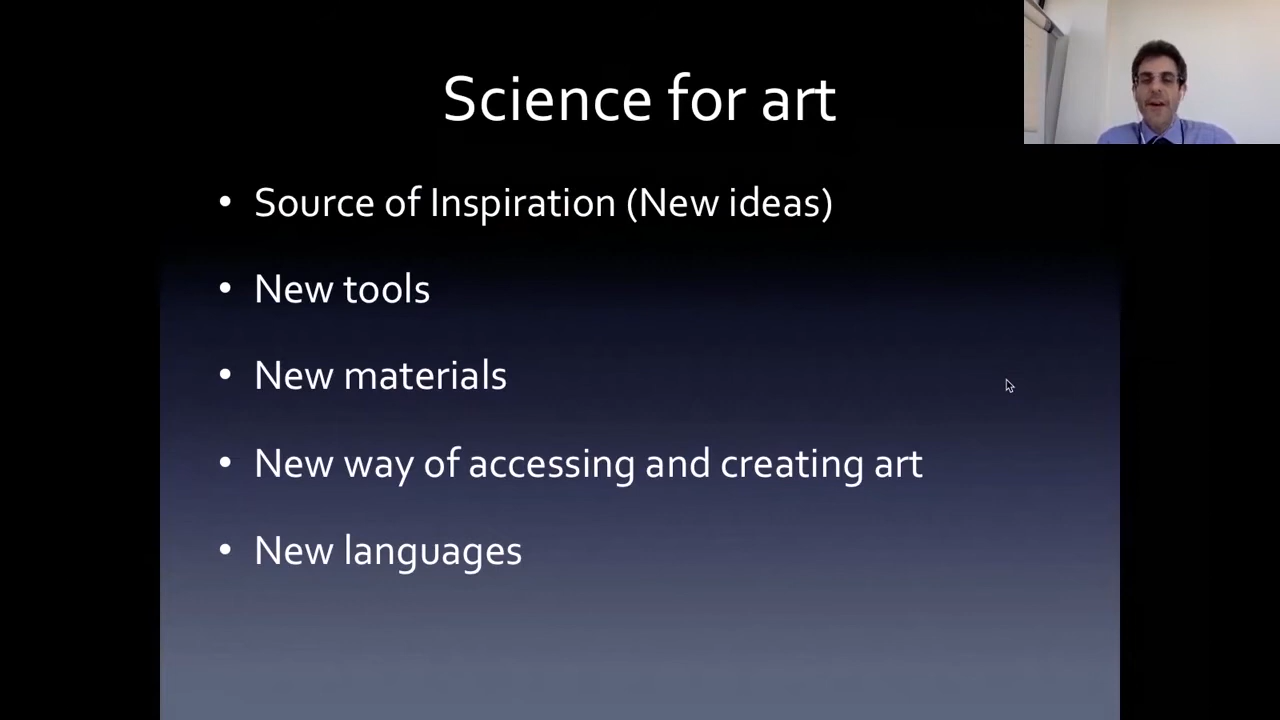 Science for art
• Source of Inspiration (New ideas)
• New tools
• New materials
• New way of accessing and creating art
• New languages